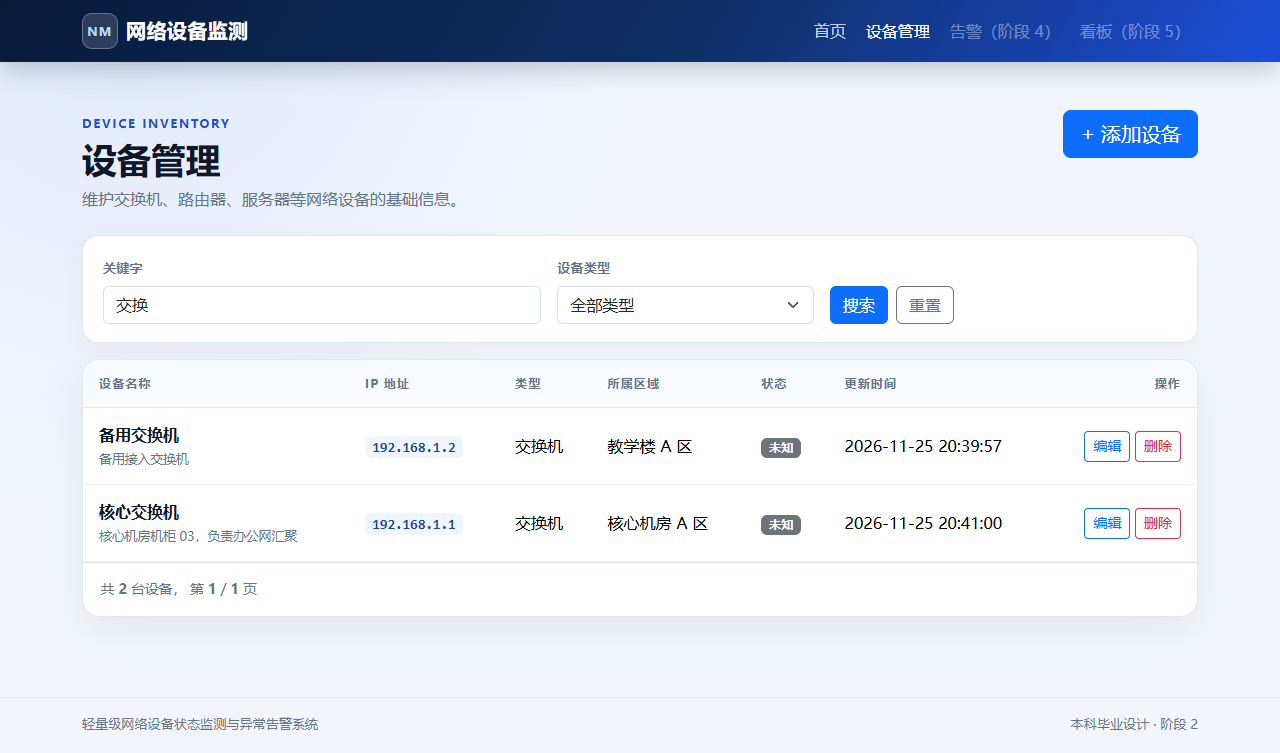 NM 网络设备监测 首页 设备管理 告警（阶段 4） 看板（阶段 5）
DEVICE INVENTORY
设备管理
维护交换机、路由器、服务器等网络设备的基础信息。
+ 添加设备
关键字 设备类型
交换 全部类型 搜索 重置
设备名称 IP 地址 类型 所属区域 状态 更新时间 操作
备用交换机 192.168.1.2 交换机 教学楼 A 区 未知 2026-11-25 20:39:57 编辑 删除
备用接入交换机
核心交换机 192.168.1.1 交换机 核心机房 A 区 未知 2026-11-25 20:41:00 编辑 删除
核心机房机柜 03，负责办公网汇聚
共 2 台设备， 第 1 / 1 页
轻量级网络设备状态监测与异常告警系统 本科毕业设计 · 阶段 2